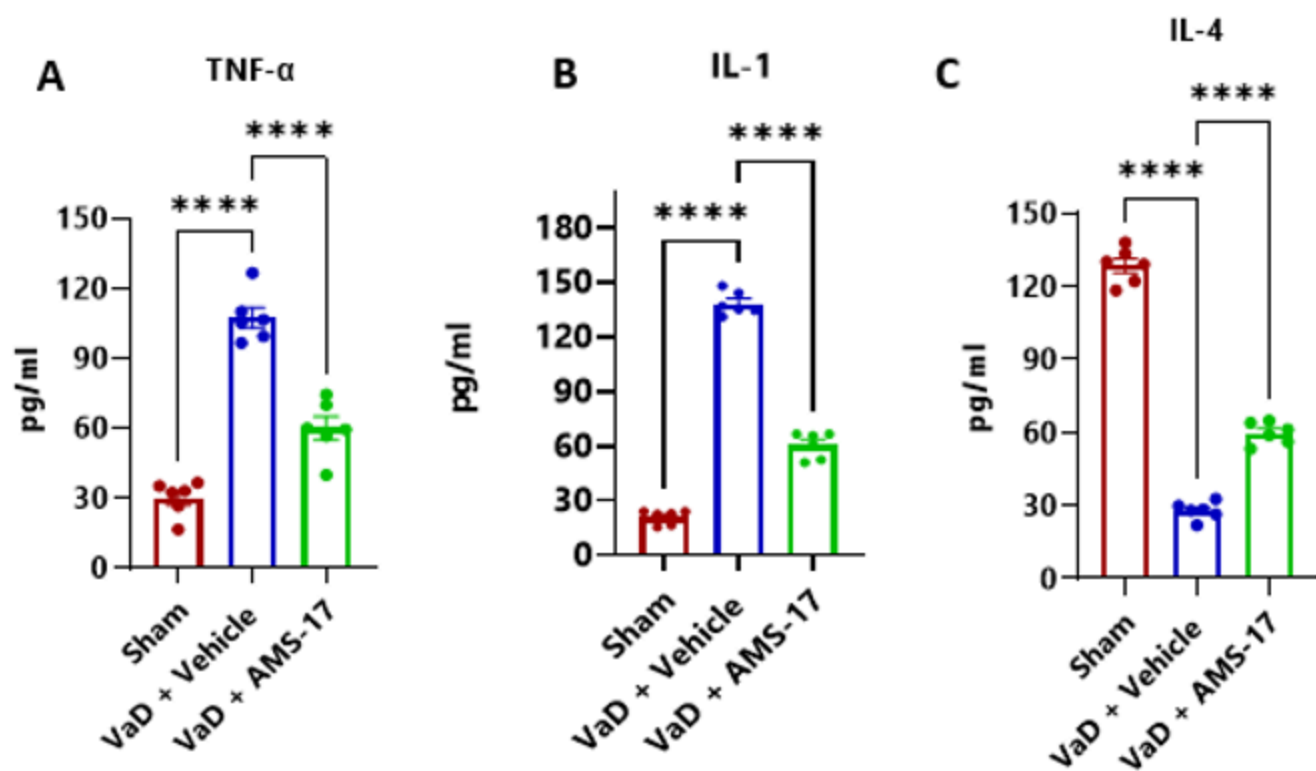 A
TNF-α
****
****
150
120
90
60
30
0
pg/ml
Sham
VaD + Vehicle
VaD + AMS-17
B
IL-1
****
****
180
150
120
90
60
30
0
pg/ml
Sham
VaD + Vehicle
VaD + AMS-17
C
IL-4
****
****
150
120
90
60
30
0
pg/ml
Sham
VaD + Vehicle
VaD + AMS-17